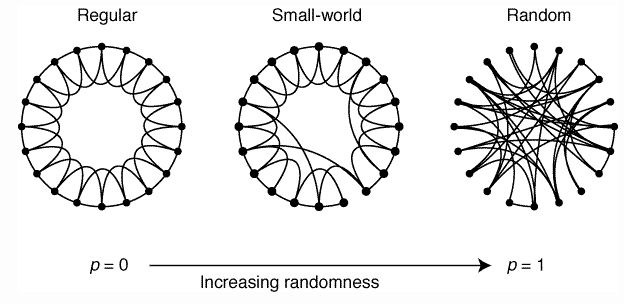 Regular
Small-world
Random
p = 0
p = 1
Increasing randomness